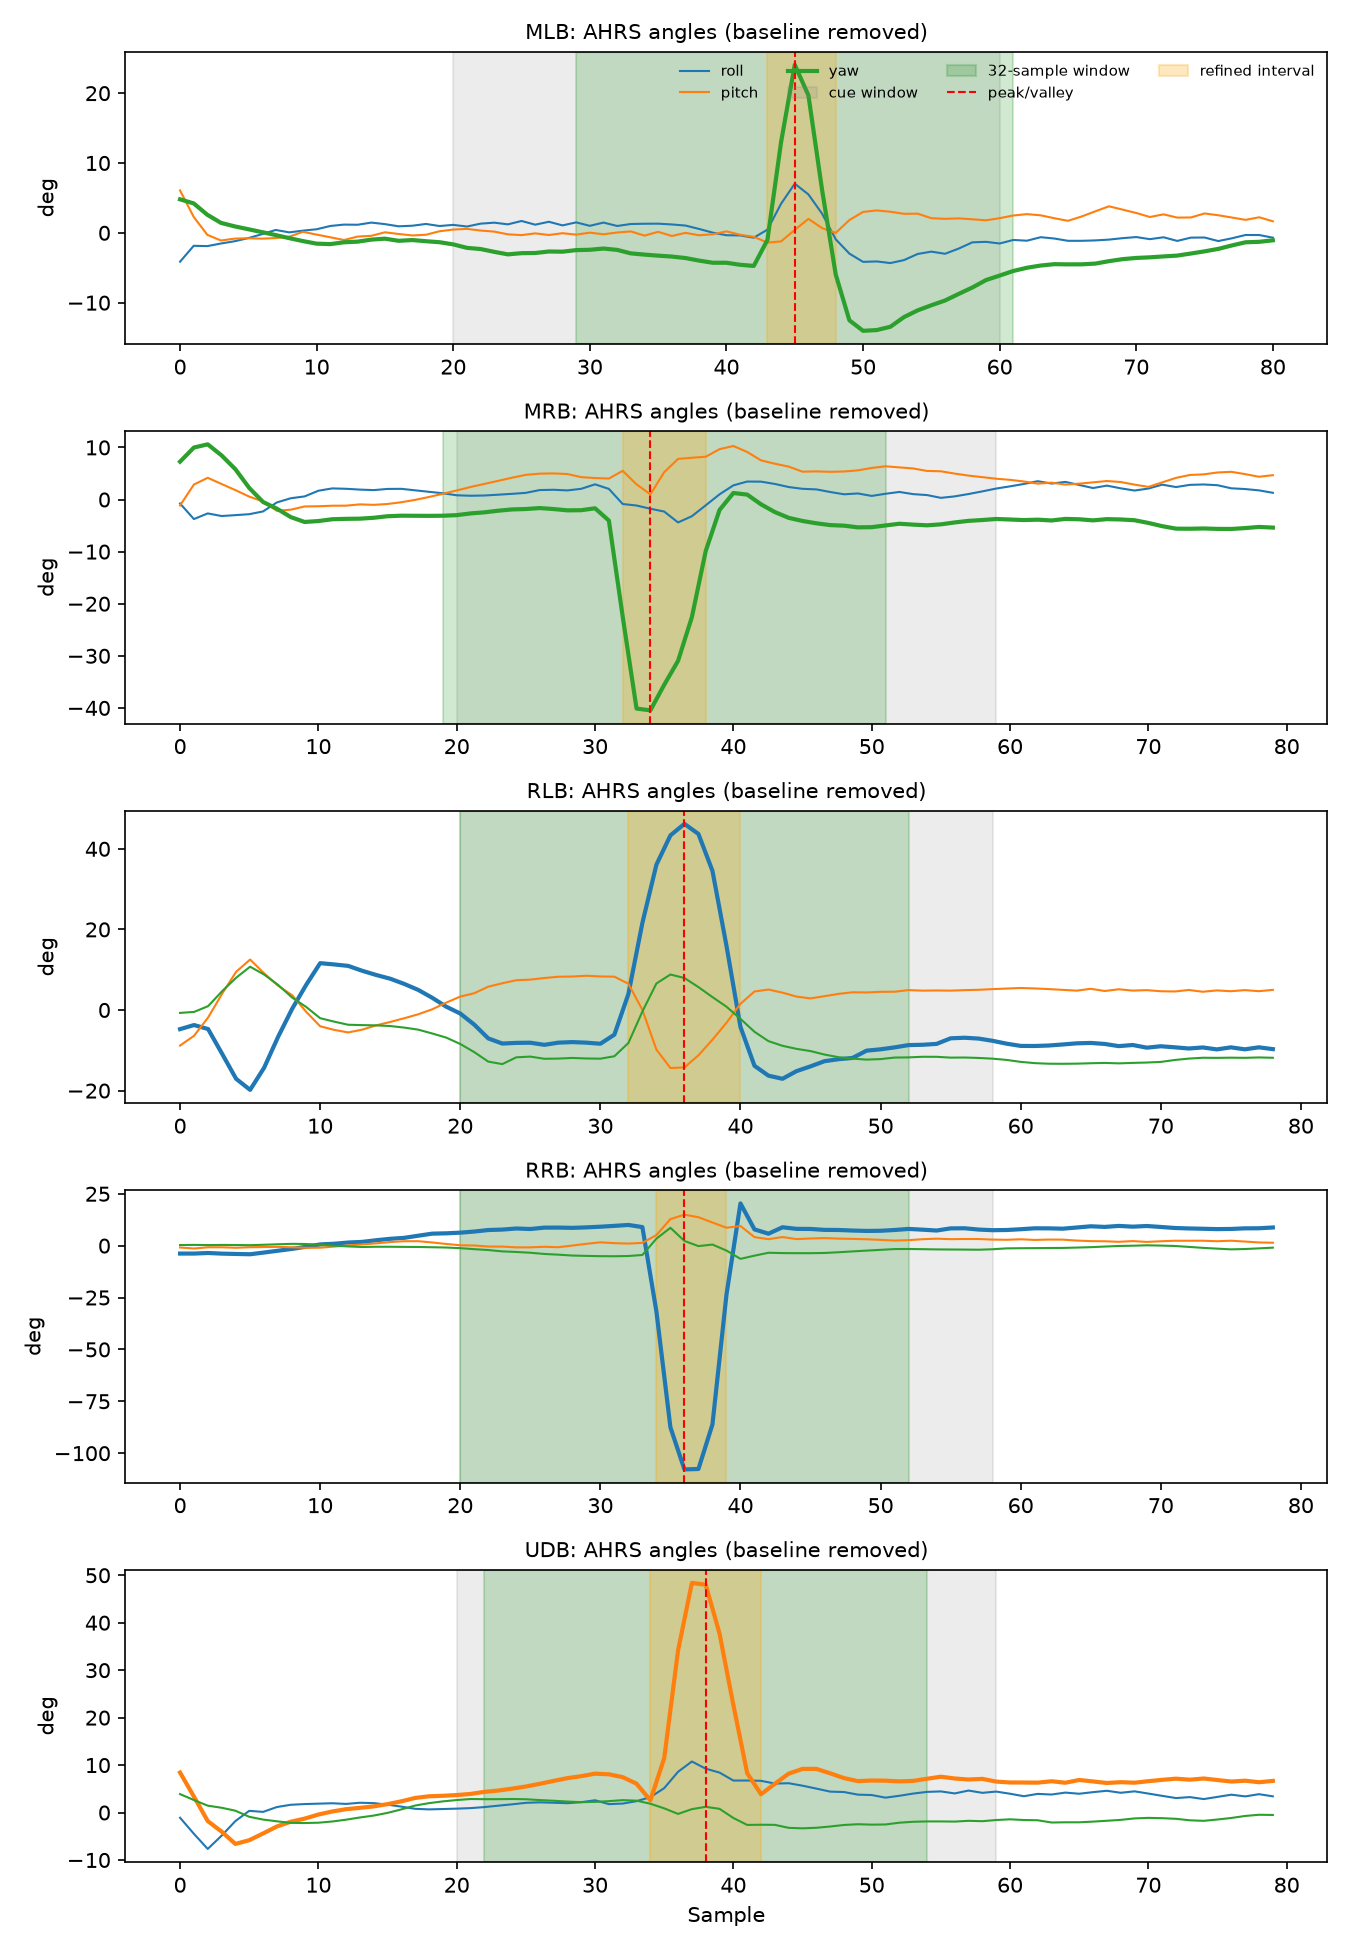 MLB: AHRS angles (baseline removed)
roll
yaw
32-sample window
refined interval
pitch
cue window
peak/valley
20
10
0
−10
deg
0 10 20 30 40 50 60 70 80
MRB: AHRS angles (baseline removed)
10
0
−10
−20
−30
−40
deg
0 10 20 30 40 50 60 70 80
RLB: AHRS angles (baseline removed)
40
20
0
−20
deg
0 10 20 30 40 50 60 70 80
RRB: AHRS angles (baseline removed)
25
0
−25
−50
−75
−100
deg
0 10 20 30 40 50 60 70 80
UDB: AHRS angles (baseline removed)
50
40
30
20
10
0
−10
deg
0 10 20 30 40 50 60 70 80
Sample